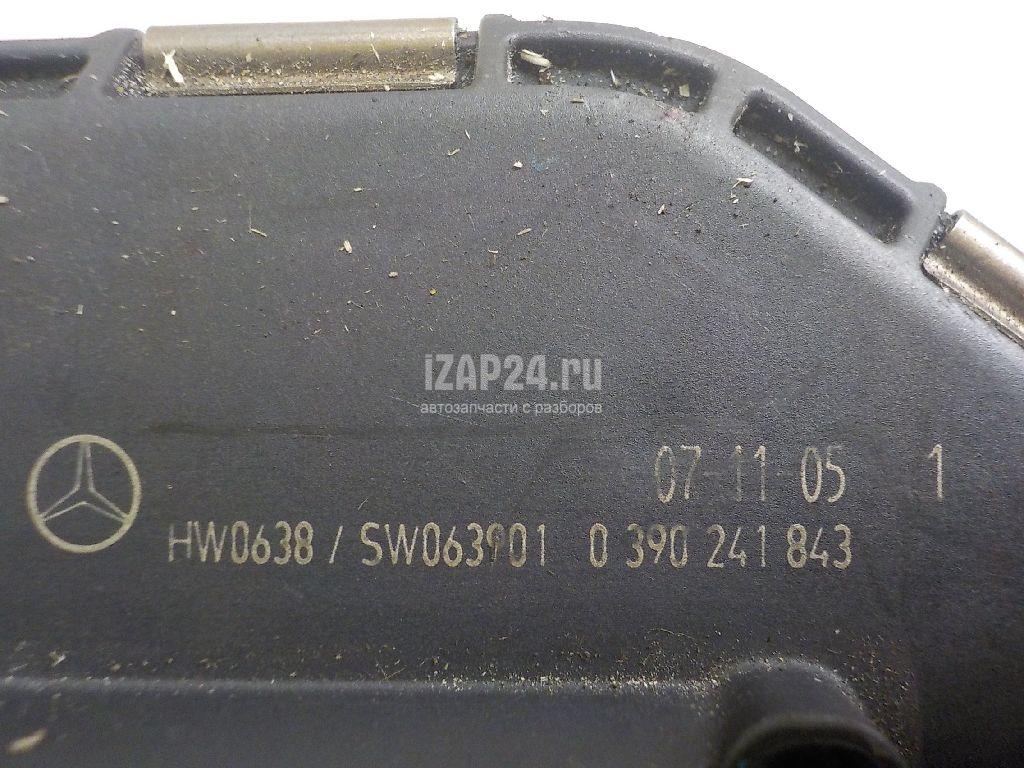 iZAP24.ru
автозапчасти с разборов
07-11-05 1
HW0638 / SW063901 0 390 241 843